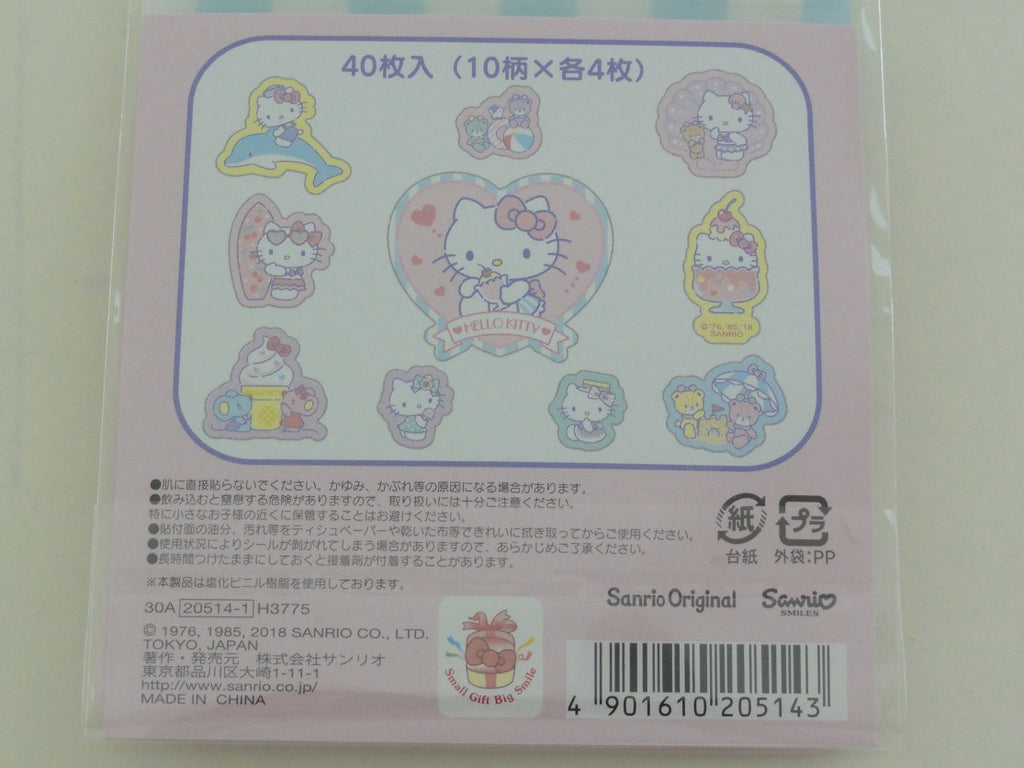 40枚入（10柄×各4枚）
HELLO KITTY
©'76,'85,'18
SANRIO
●肌に直接貼らないでください。かゆみ、かぶれ等の原因になる場合があります。
●飲み込むと窒息する危険がありますので、取り扱いには十分ご注意ください。
特に小さなお子様の近くに保管することはお避けください。
●貼付面の油分、汚れ等をティシュペーパーや乾いた布等できれいに拭き取ってからご使用ください。
●使用状況によりシールが剥がれてしまう場合がありますので、あらかじめご了承ください。
●長時間つけたままにしておくと接着剤が付着することがあります。
※本製品は塩化ビニル樹脂を使用しております。
紙 プラ
台紙 外袋:PP
30A 20514-1 H3775
Sanrio Original Sanrio
SMILES
© 1976, 1985, 2018 SANRIO CO., LTD.
TOKYO, JAPAN
著作・発売元 株式会社サンリオ
東京都品川区大崎1-11-1
http://www.sanrio.co.jp/
MADE IN CHINA
Small Gift Big Smile
4 901610 205143